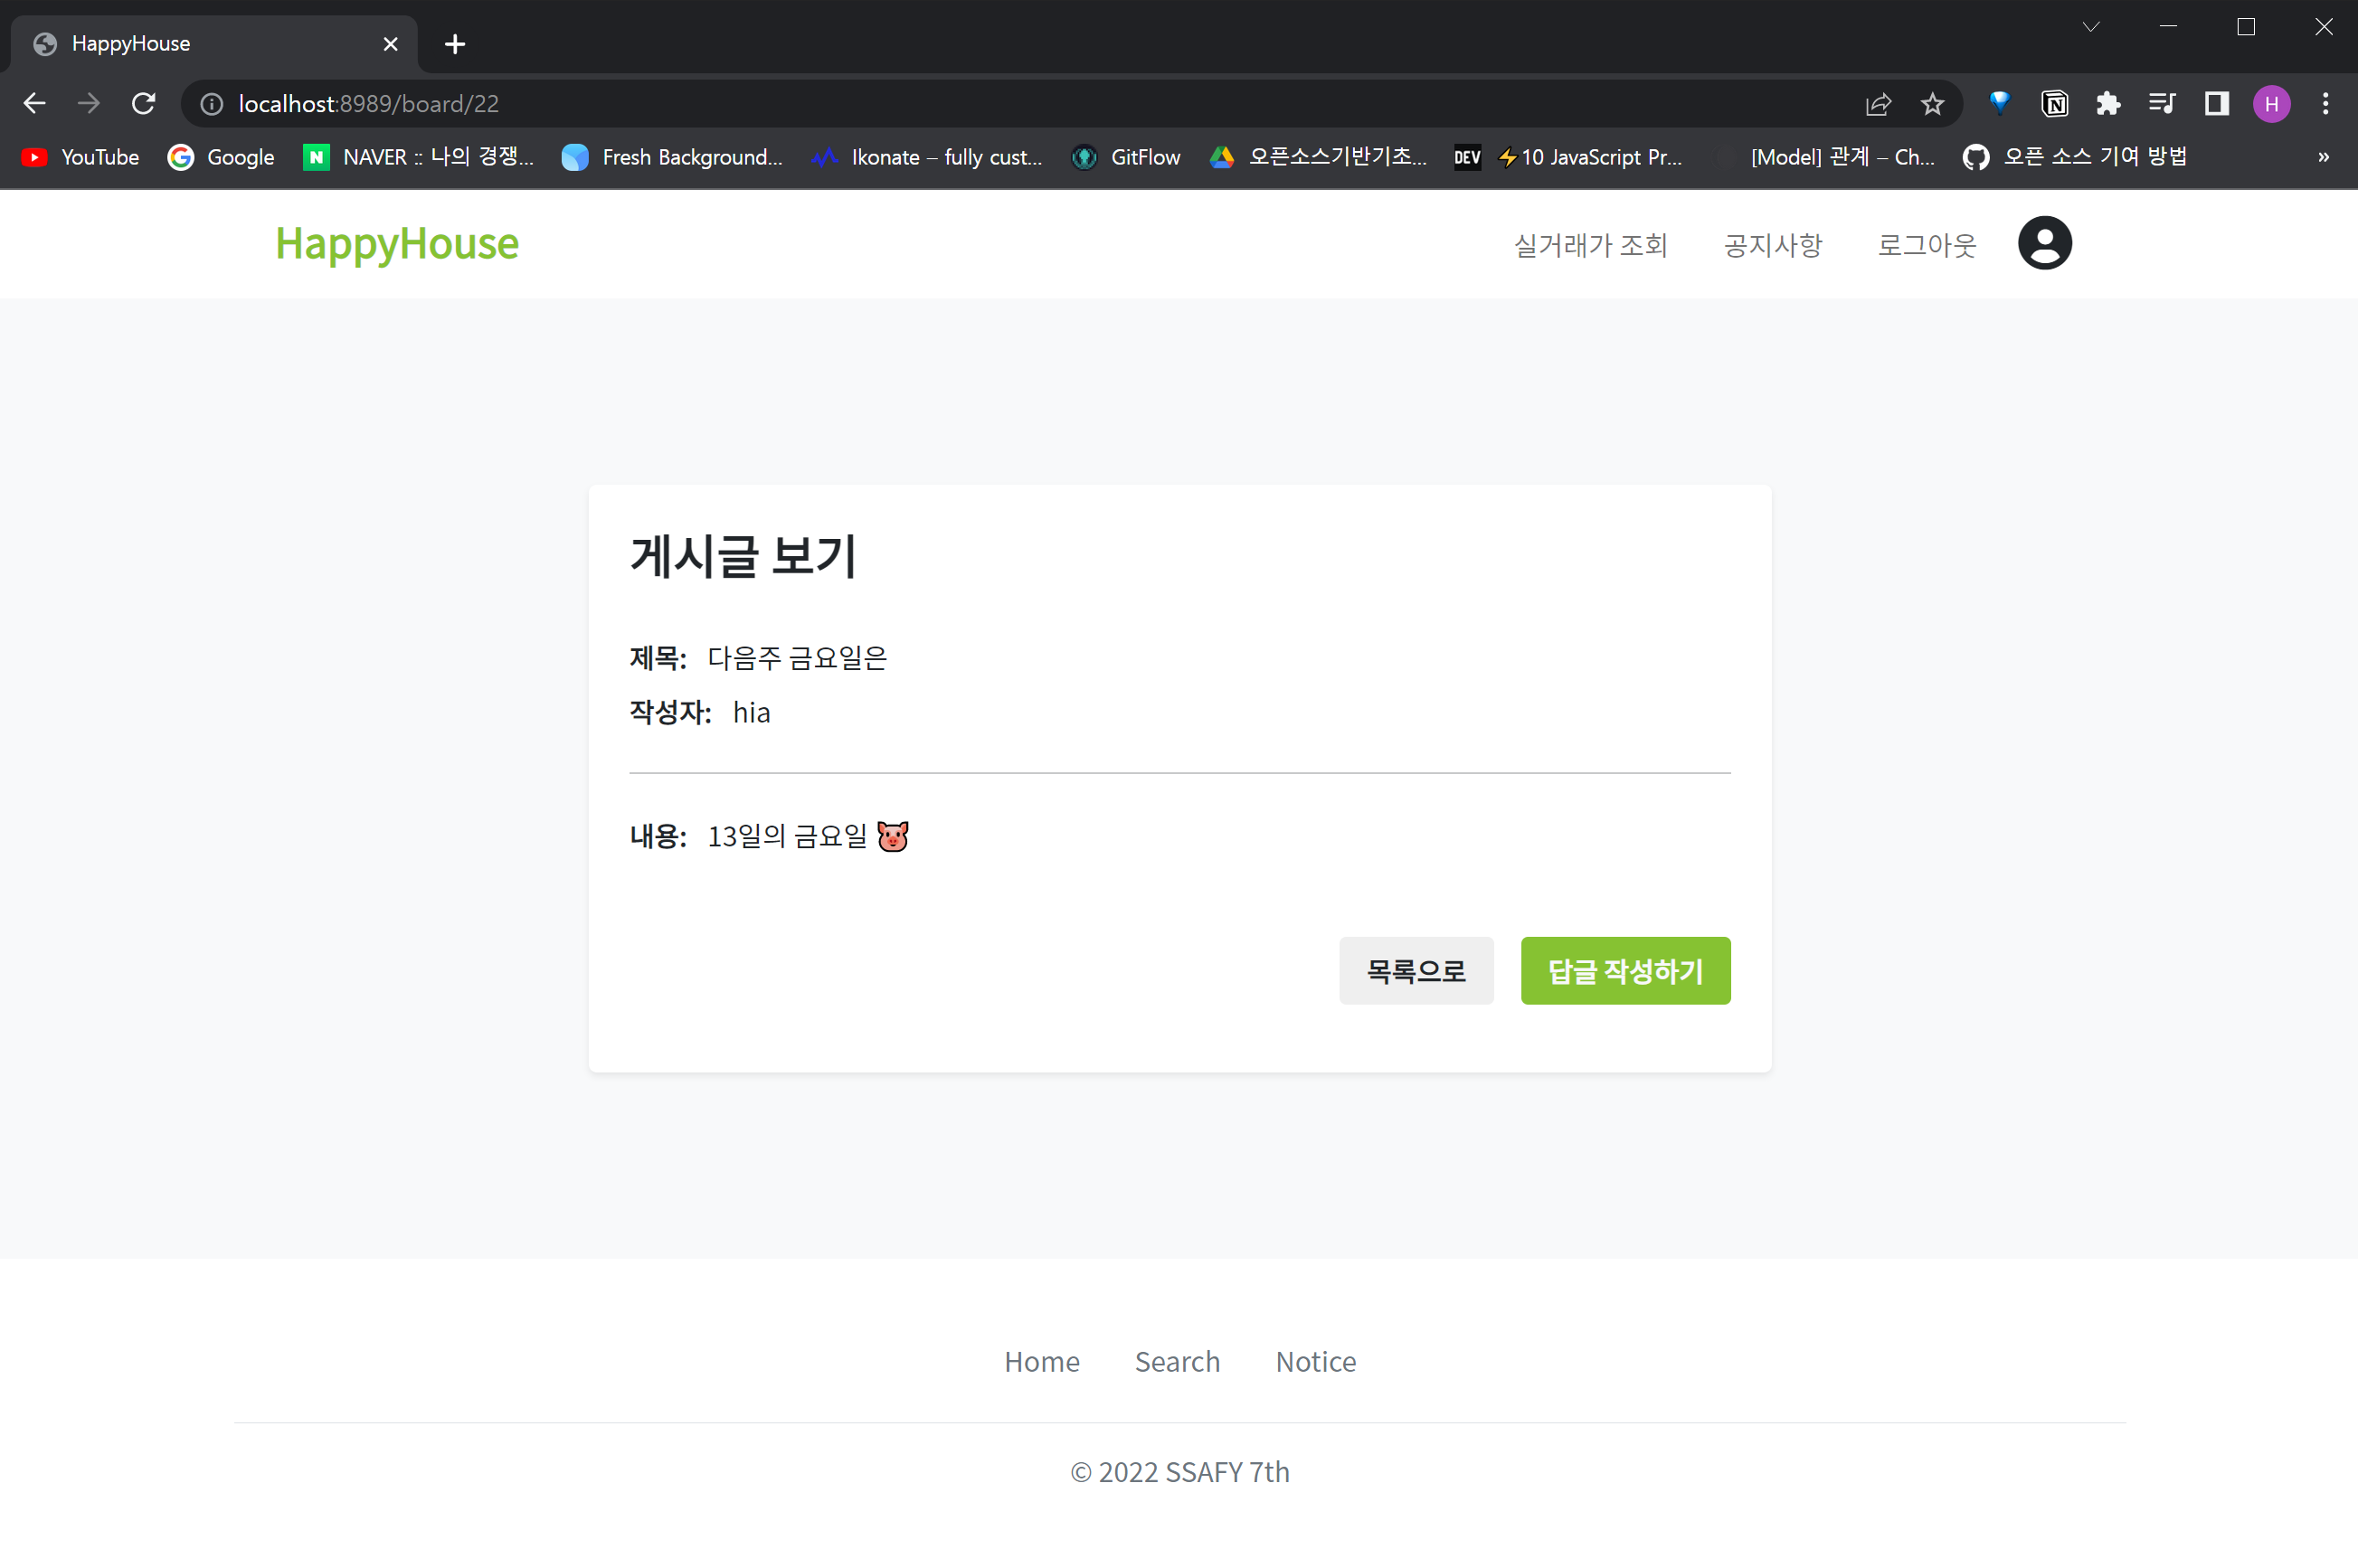 HappyHouse
localhost:8989/board/22
YouTube Google NAVER :: 나의 경쟁... Fresh Background... Ikonate – fully cust... GitFlow 오픈소스기반기초... DEV ⚡10 JavaScript Pr... [Model] 관계 – Ch... 오픈 소스 기여 방법 »
HappyHouse 실거래가 조회 공지사항 로그아웃
게시글 보기
제목: 다음주 금요일은
작성자: hia
내용: 13일의 금요일 🐷
목록으로 답글 작성하기
Home Search Notice
© 2022 SSAFY 7th